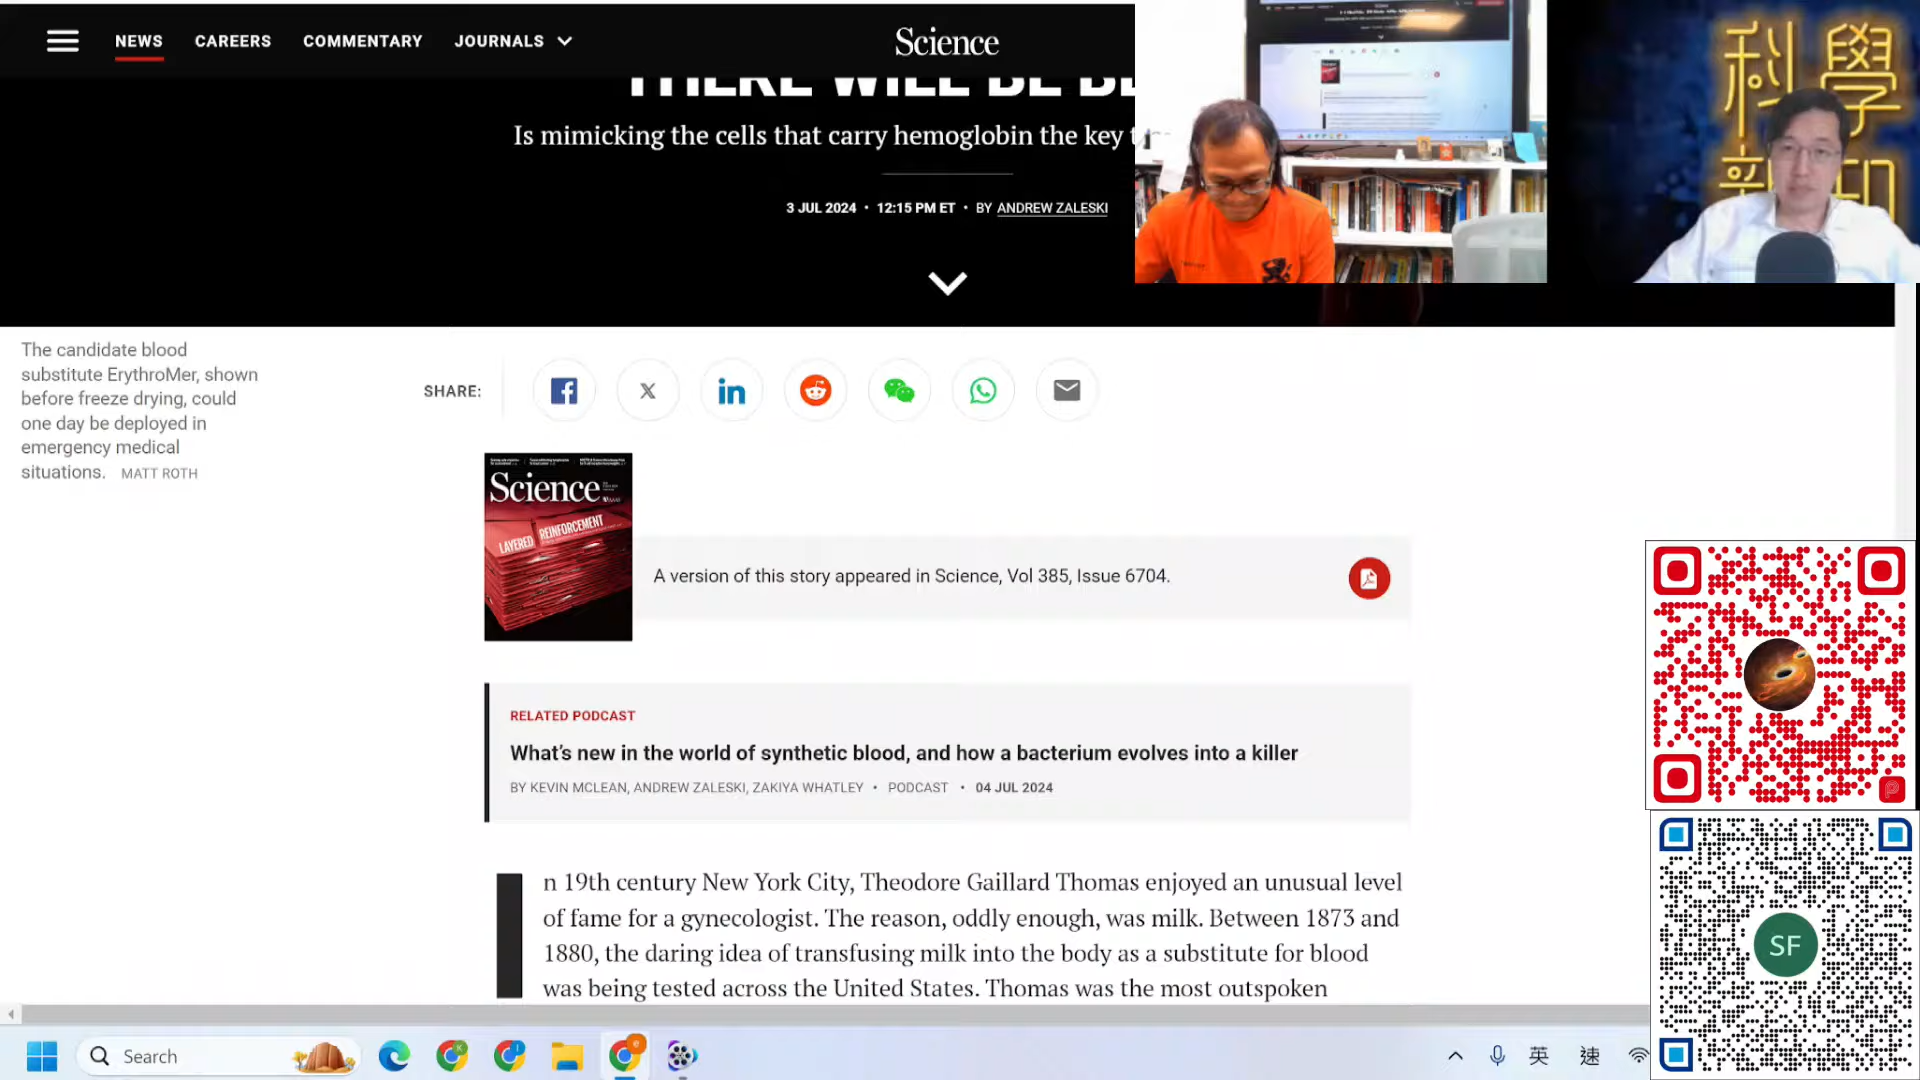 NEWS
CAREERS
COMMENTARY
JOURNALS
Science
THERE WILL BE BL
Is mimicking the cells that carry hemoglobin the key t
3 JUL 2024 • 12:15 PM ET • BY ANDREW ZALESKI
科學
新知
The candidate blood
substitute ErythroMer, shown
before freeze drying, could
one day be deployed in
emergency medical
situations. MATT ROTH
SHARE:
Science
LAYERED REINFORCEMENT
A version of this story appeared in Science, Vol 385, Issue 6704.
RELATED PODCAST
What’s new in the world of synthetic blood, and how a bacterium evolves into a killer
BY KEVIN MCLEAN, ANDREW ZALESKI, ZAKIYA WHATLEY • PODCAST • 04 JUL 2024
In 19th century New York City, Theodore Gaillard Thomas enjoyed an unusual level
of fame for a gynecologist. The reason, oddly enough, was milk. Between 1873 and
1880, the daring idea of transfusing milk into the body as a substitute for blood
was being tested across the United States. Thomas was the most outspoken
SF
Search
英
速